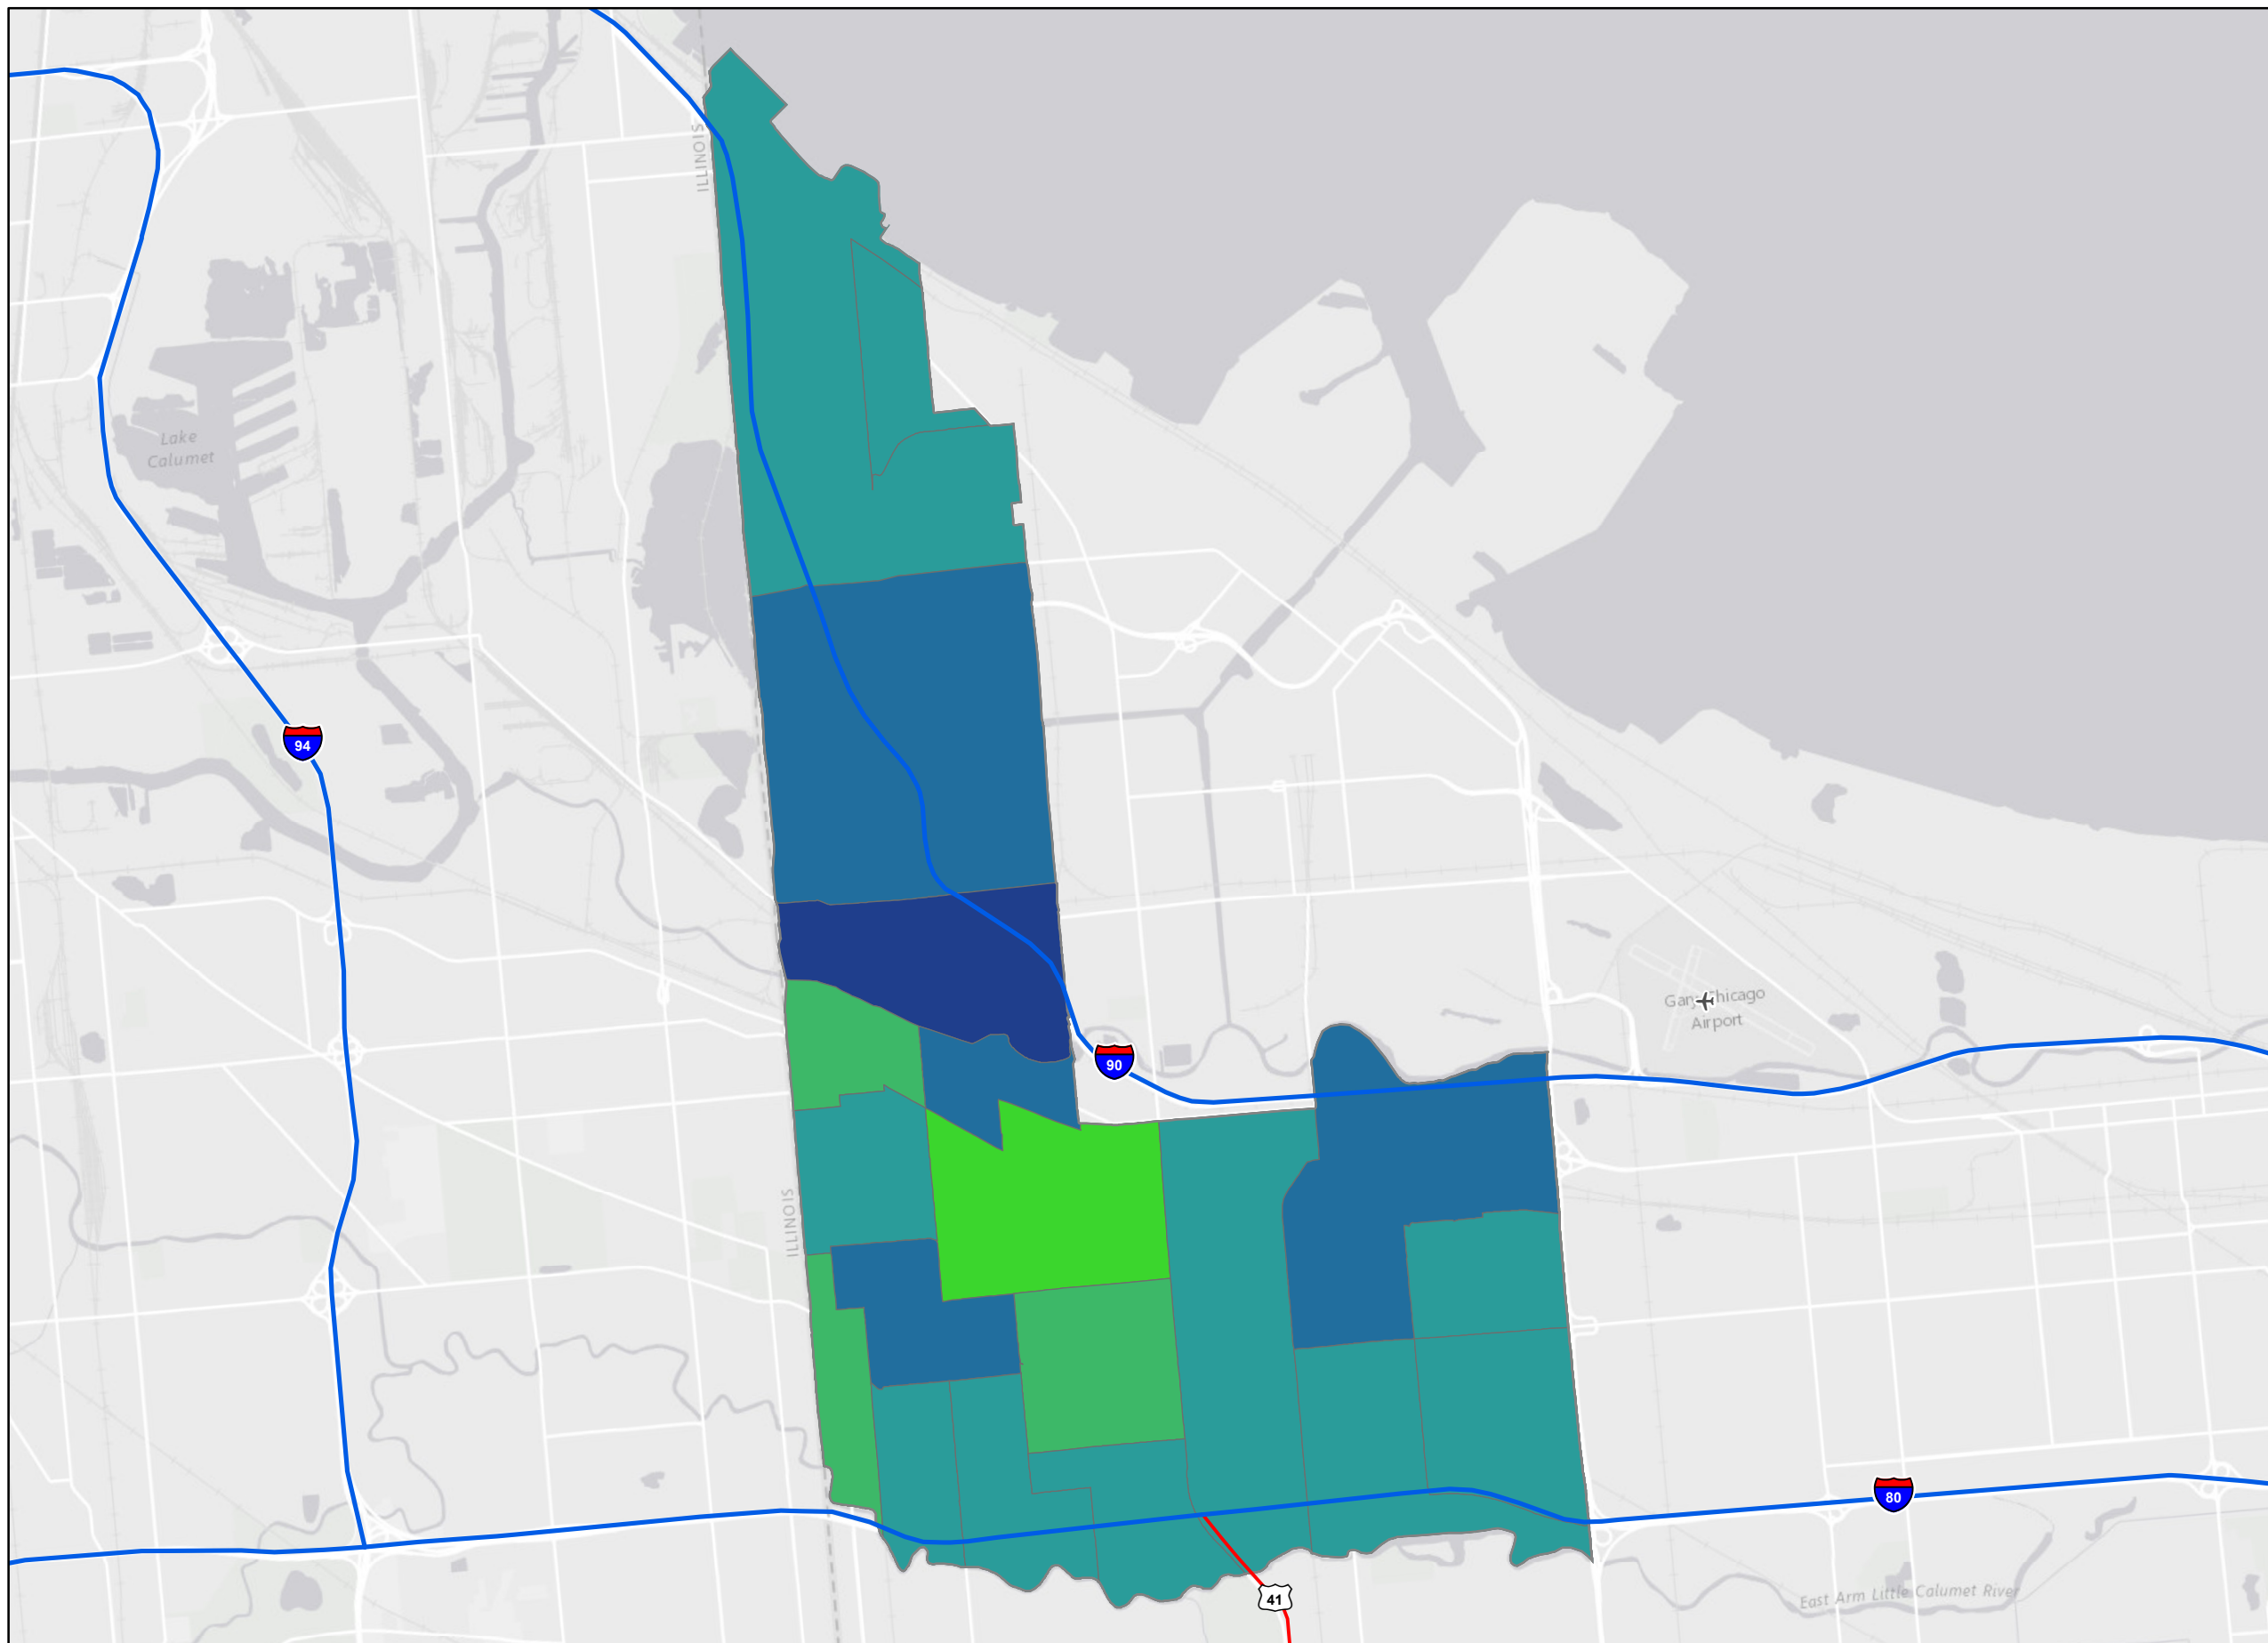 ILLINOIS
Lake
Calumet
94
Gary/Chicago
Airport
90
ILLINOIS
80
41
East Arm Little Calumet River